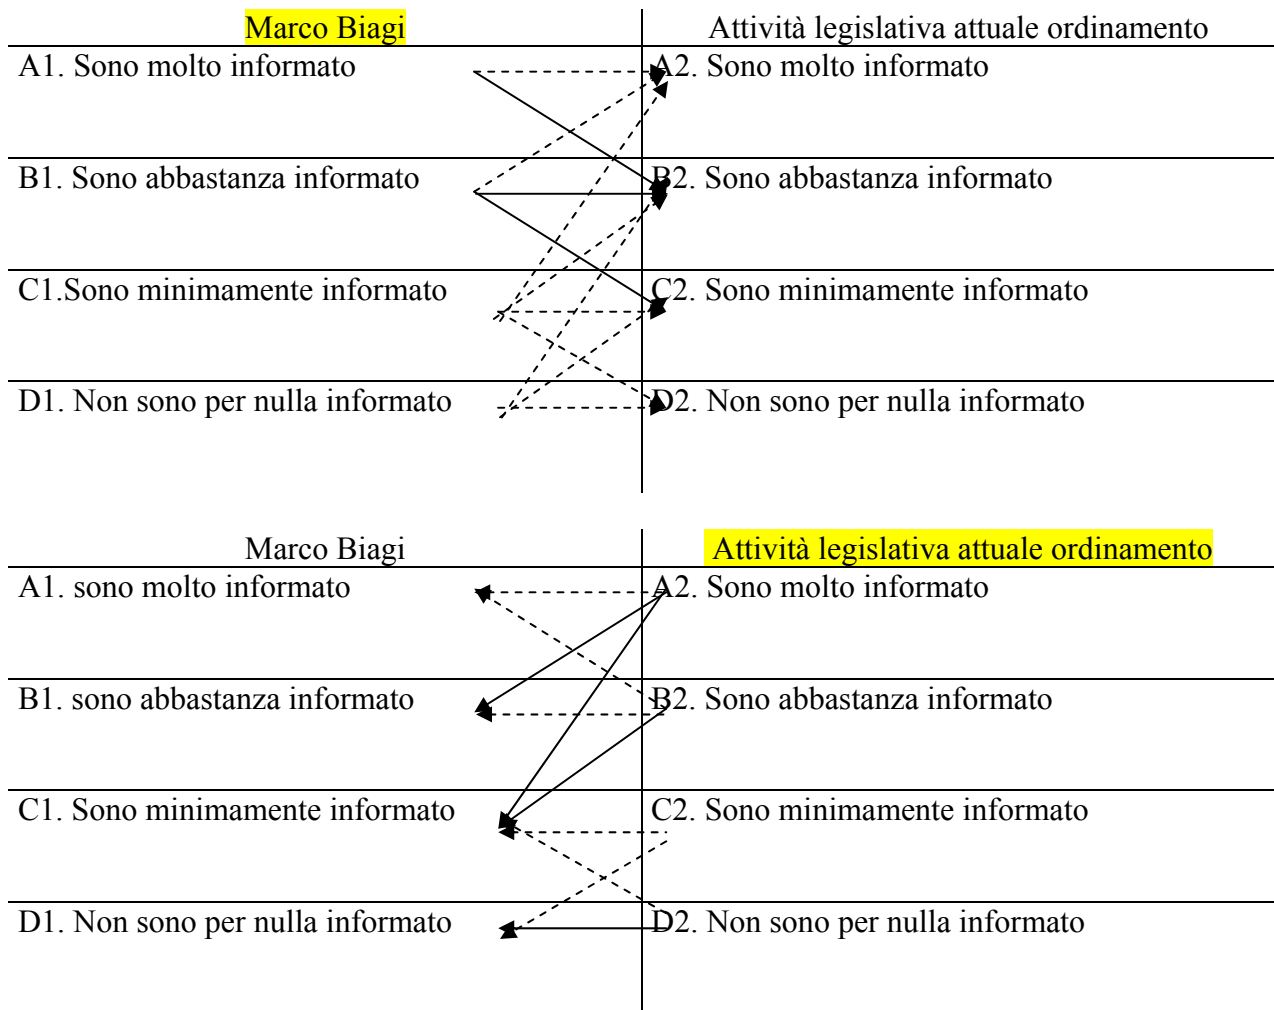 Marco Biagi Attività legislativa attuale ordinamento
A1. Sono molto informato A2. Sono molto informato
B1. Sono abbastanza informato B2. Sono abbastanza informato
C1.Sono minimamente informato C2. Sono minimamente informato
D1. Non sono per nulla informato D2. Non sono per nulla informato
Marco Biagi Attività legislativa attuale ordinamento
A1. sono molto informato A2. Sono molto informato
B1. sono abbastanza informato B2. Sono abbastanza informato
C1. Sono minimamente informato C2. Sono minimamente informato
D1. Non sono per nulla informato D2. Non sono per nulla informato